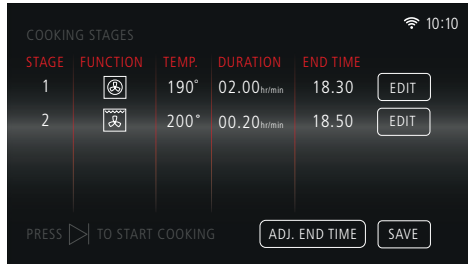 10:10
COOKING STAGES
STAGE FUNCTION TEMP. DURATION END TIME
1 190° 02.00hr/min 18.30 EDIT
2 200° 00.20hr/min 18.50 EDIT
PRESS TO START COOKING ADJ. END TIME SAVE